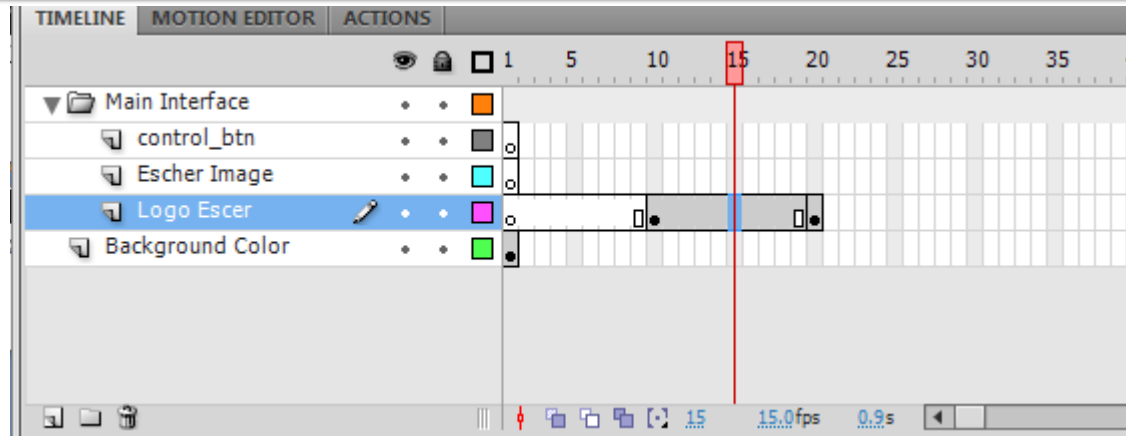 TIMELINE MOTION EDITOR ACTIONS
1 5 10 15 20 25 30 35
Main Interface
control_btn
Escher Image
Logo Escer
Background Color
15 15.0fps 0.9s